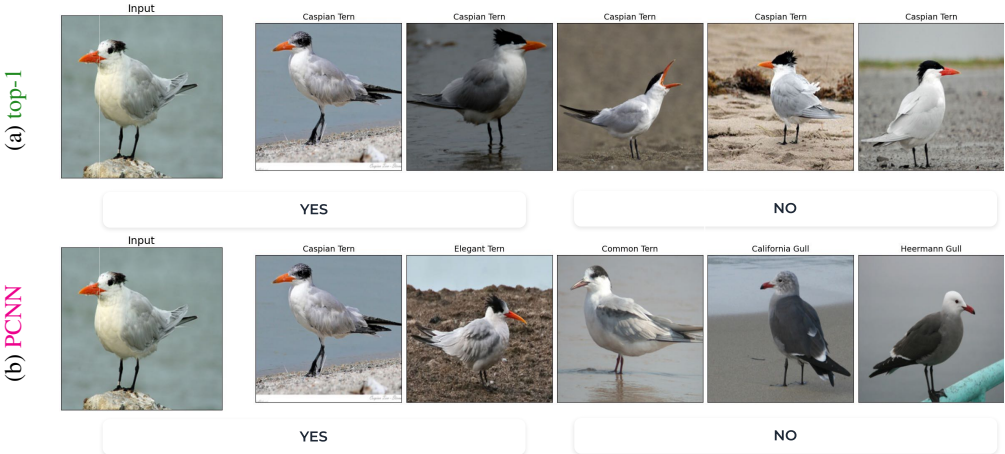 Input
Caspian Tern
Caspian Tern
Caspian Tern
Caspian Tern
Caspian Tern
(a) top-1
YES
NO
Input
Caspian Tern
Elegant Tern
Common Tern
California Gull
Heermann Gull
(b) PCNN
YES
NO